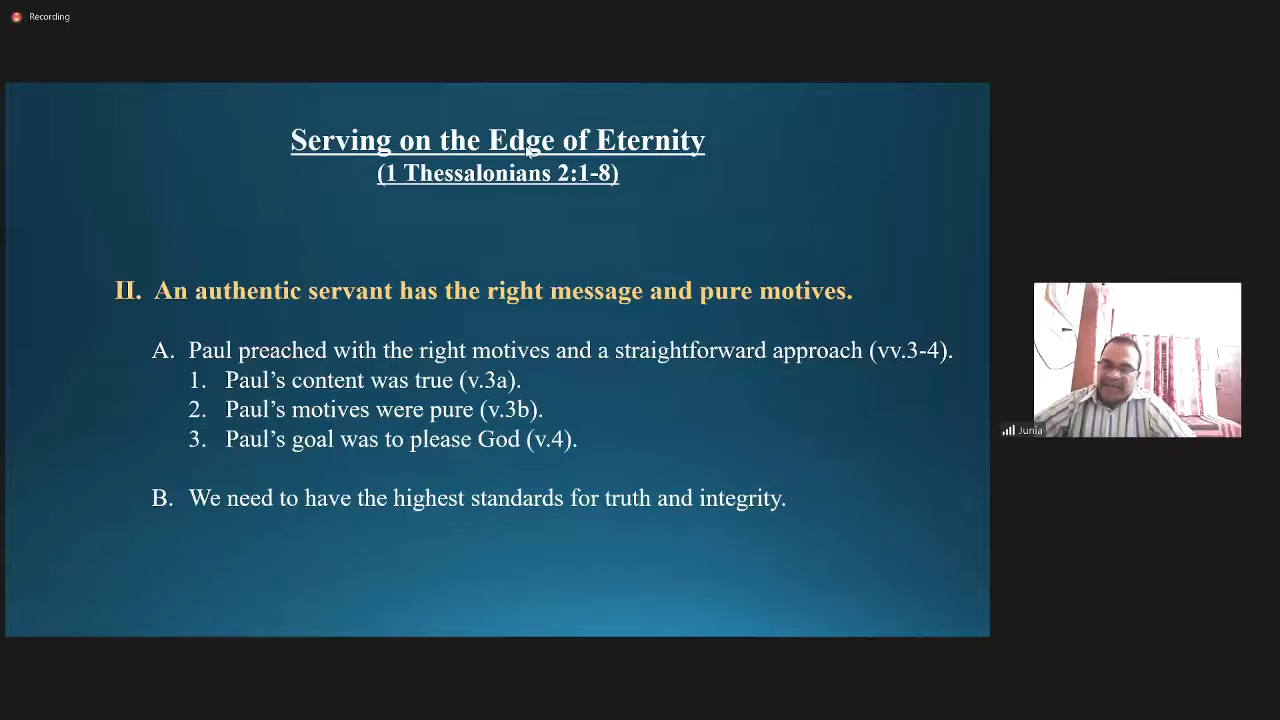 Recording
Serving on the Edge of Eternity
(1 Thessalonians 2:1-8)
II. An authentic servant has the right message and pure motives.
A. Paul preached with the right motives and a straightforward approach (vv.3-4).
1. Paul’s content was true (v.3a).
2. Paul’s motives were pure (v.3b).
3. Paul’s goal was to please God (v.4).
B. We need to have the highest standards for truth and integrity.
Junia